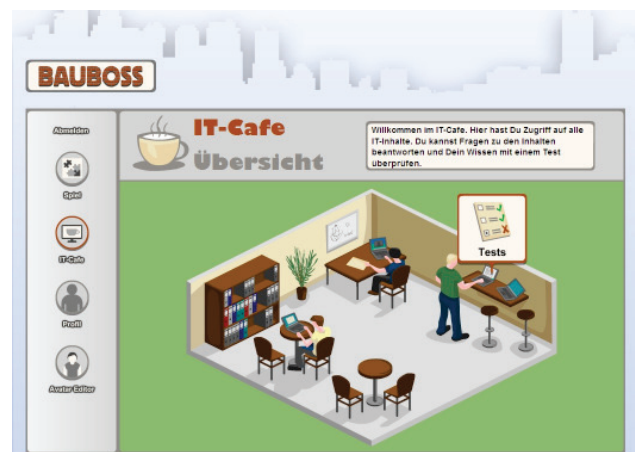 BAUBOSS
Abmelden
Spiel
IT-Cafe
Profil
Avatar Editor
IT-Cafe
Übersicht
Willkommen im IT-Cafe. Hier hast Du Zugriff auf alle
IT-Inhalte. Du kannst Fragen zu den Inhalten
beantworten und Dein Wissen mit einem Test
überprüfen.
Tests